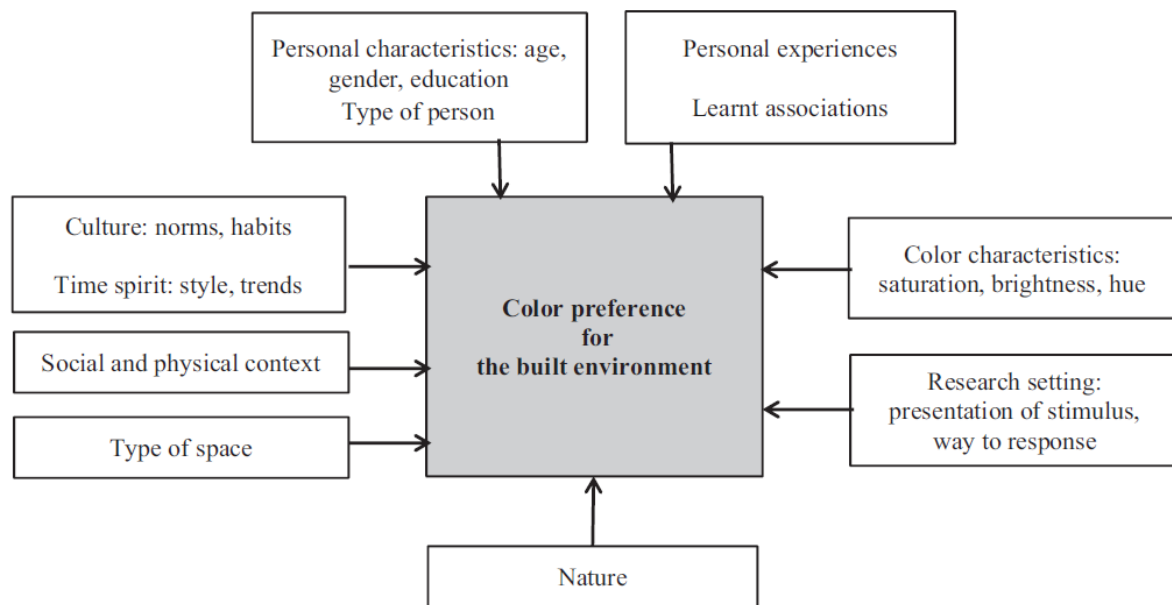 Personal characteristics: age,
gender, education
Type of person
Personal experiences
Learnt associations
Culture: norms, habits
Time spirit: style, trends
Social and physical context
Type of space
Color preference
for
the built environment
Color characteristics:
saturation, brightness, hue
Research setting:
presentation of stimulus,
way to response
Nature